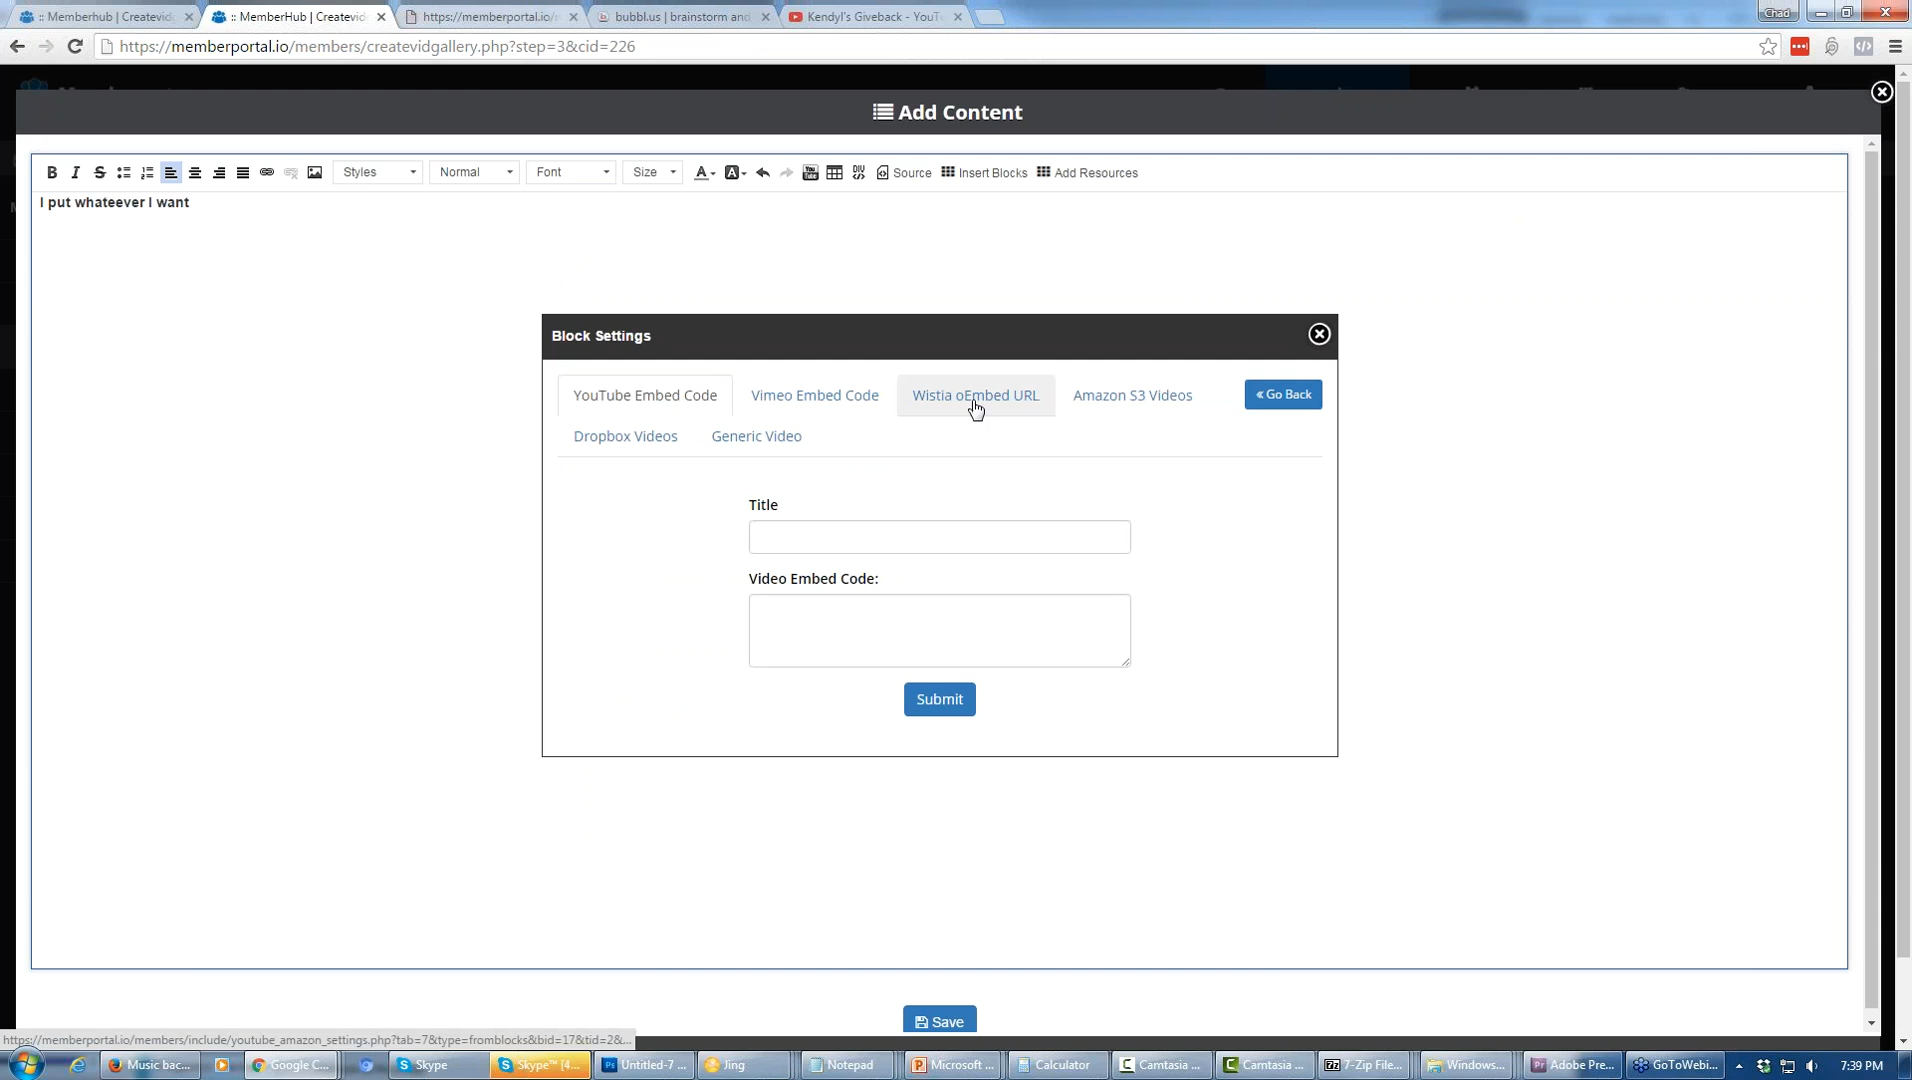 :: MemberHub | Createvid
:: MemberHub | Createvid
https://memberportal.io/m
bubbl.us | brainstorm and
Kendyl's Giveback - YouT
Chad
https://memberportal.io/members/createvidgallery.php?step=3&cid=226
Add Content
Styles Normal Font Size A A You Tube DIV Source Insert Blocks Add Resources
I put whateever I want
Block Settings
YouTube Embed Code Vimeo Embed Code Wistia oEmbed URL Amazon S3 Videos « Go Back
Dropbox Videos Generic Video
Title
Video Embed Code:
Submit
Save
https://memberportal.io/members/include/youtube_amazon_settings.php?tab=7&type=fromblocks&bid=17&tid=2&...
Music bac... Google C... Skype Skype™ [4... Untitled-7 ... Jing Notepad Microsoft ... Calculator Camtasia ... Camtasia ... 7-Zip File... Windows... Adobe Pre... GoToWebi... 7:39 PM